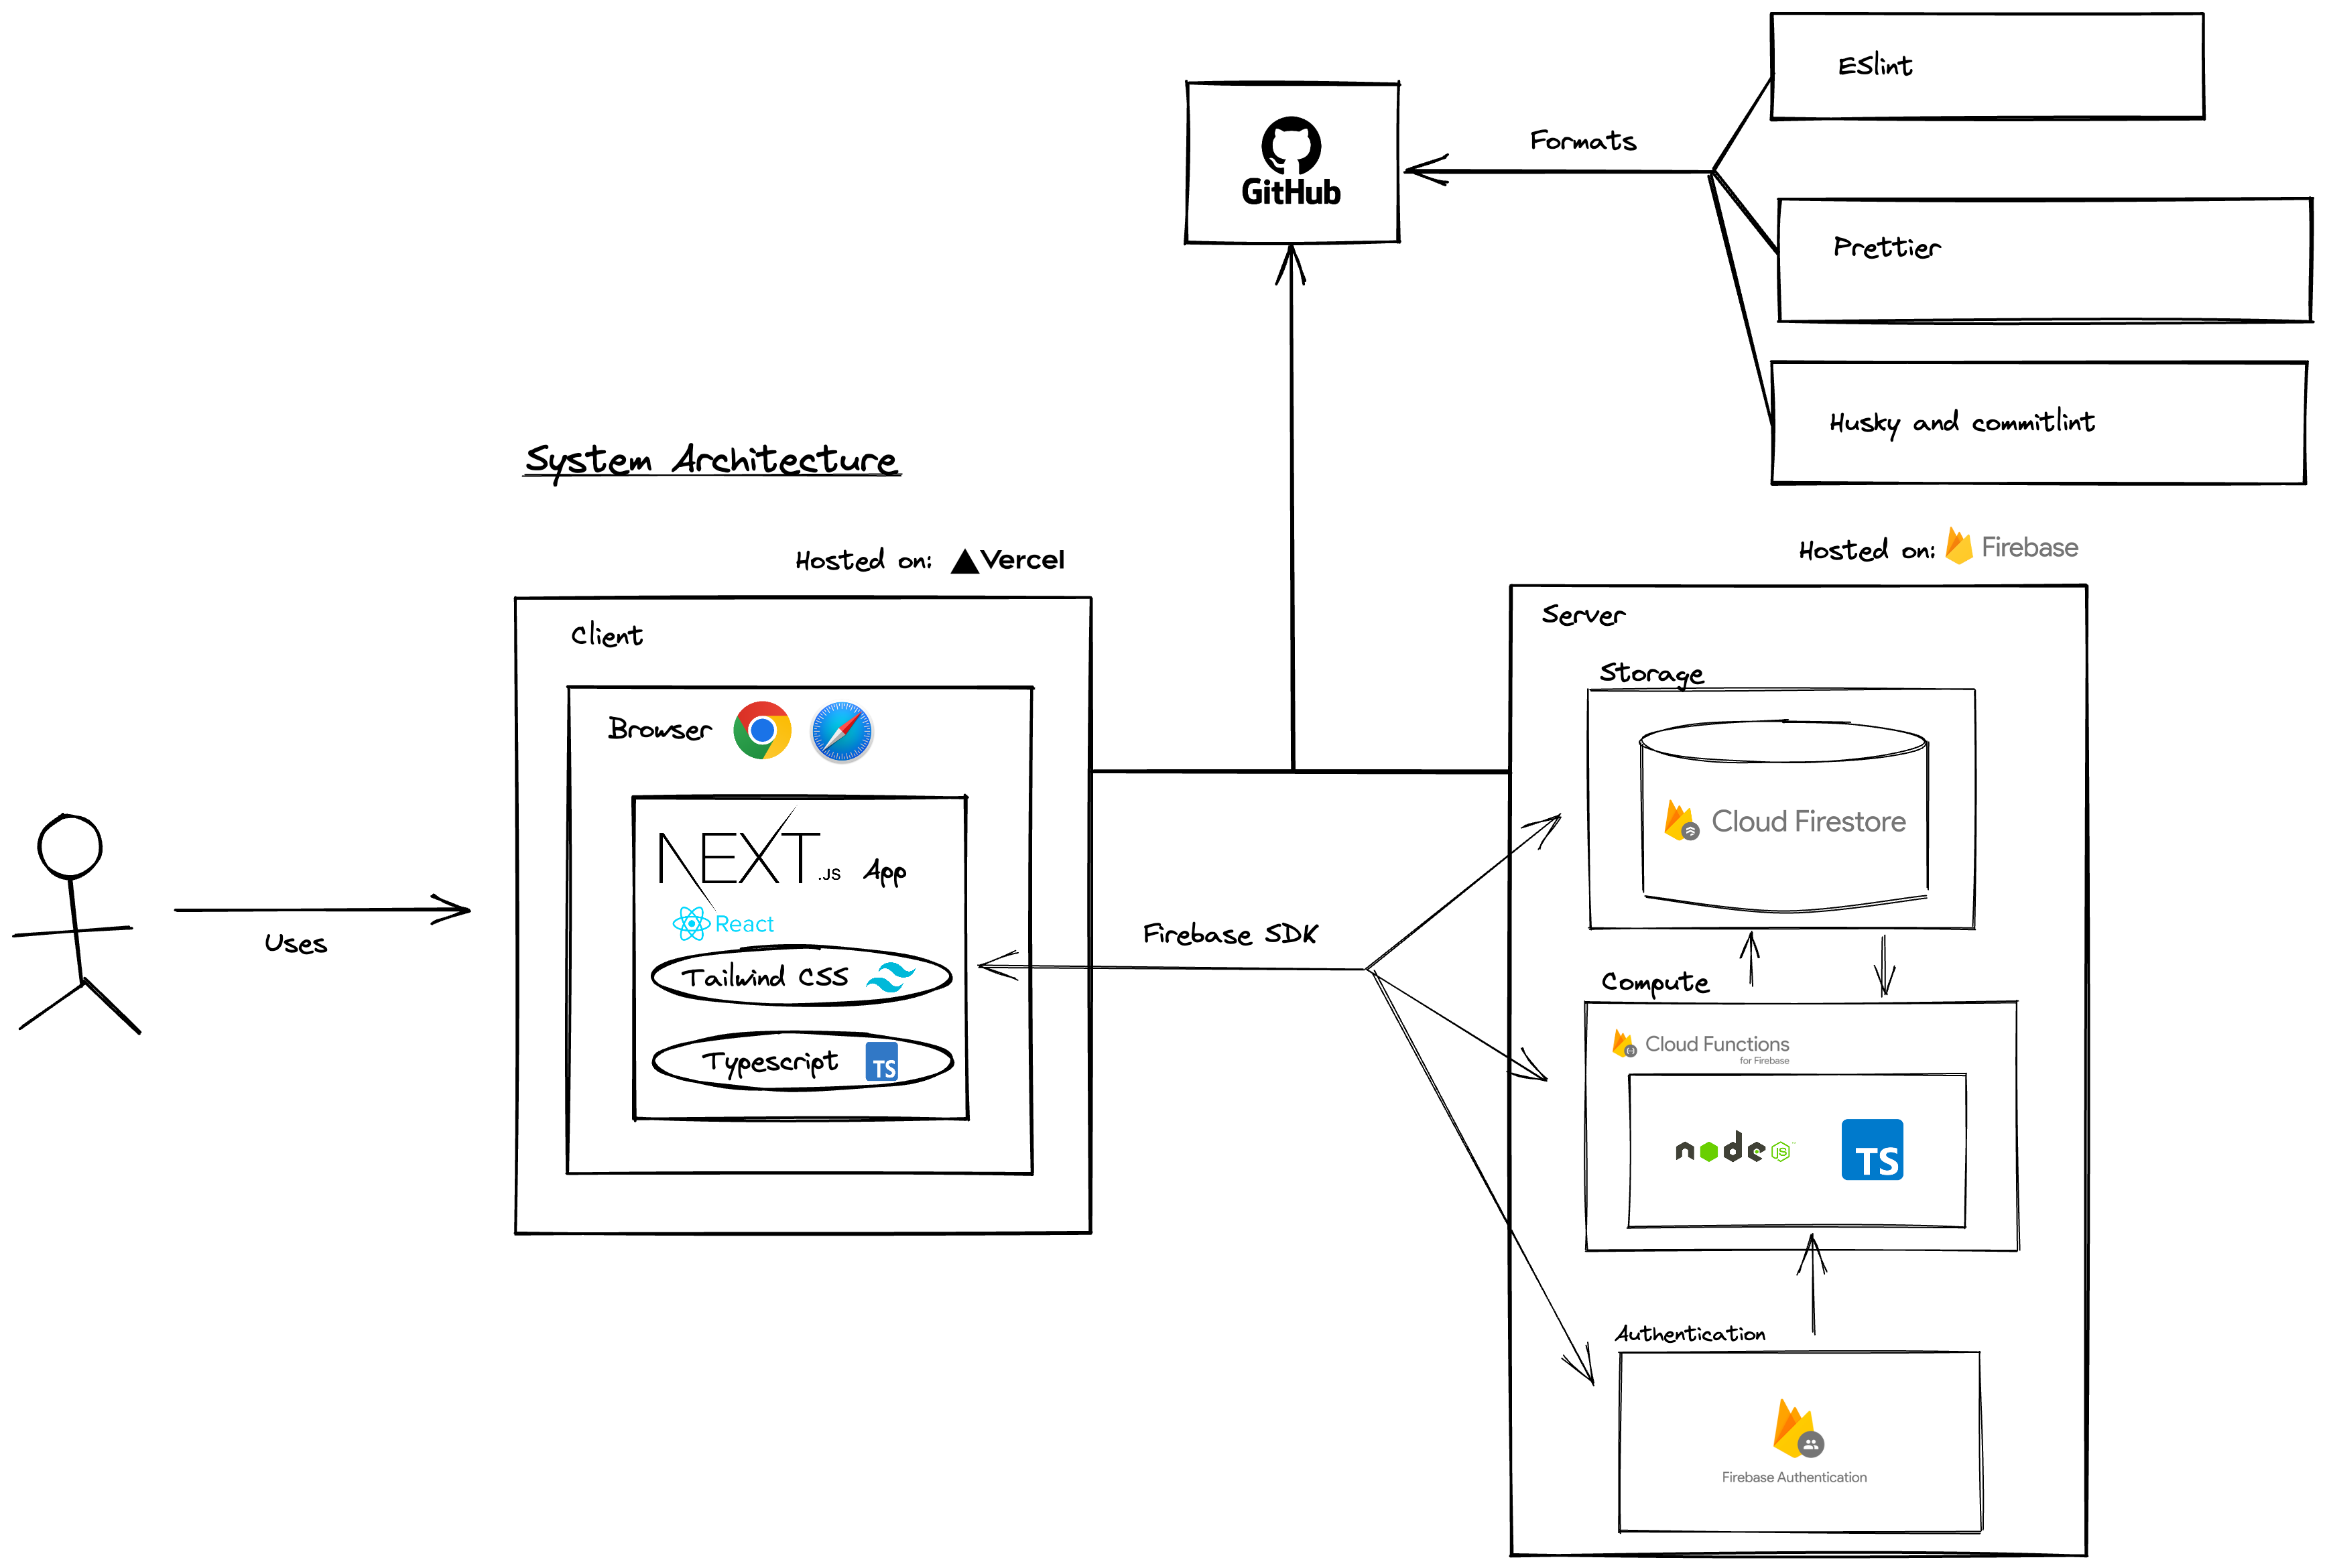 ESlint
Formats
GitHub
Prettier
Husky and commitlint
System Architecture
Hosted on: Vercel
Hosted on: Firebase
Client
Server
Browser
Storage
NEXT.JS App
Cloud Firestore
React
Uses
Firebase SDK
Tailwind CSS
Compute
Typescript TS
Cloud Functions
for Firebase
node JS TS
Authentication
Firebase Authentication